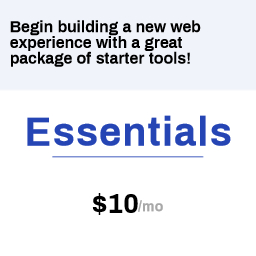 Begin building a new web
experience with a great
package of starter tools!
Essentials
$10/mo